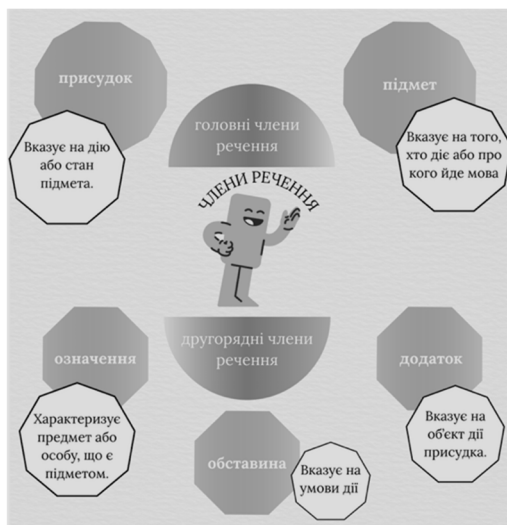 присудок
Вказує на дію
або стан
підмета.
головні члени
речення
підмет
Вказує на того,
хто діє або про
кого йде мова
ЧЛЕНИ РЕЧЕННЯ
другорядні члени
речення
означення
Характеризує
предмет або
особу, що є
підметом.
обставина
Вказує на
умови дії
додаток
Вказує на
об'єкт дії
присудка.